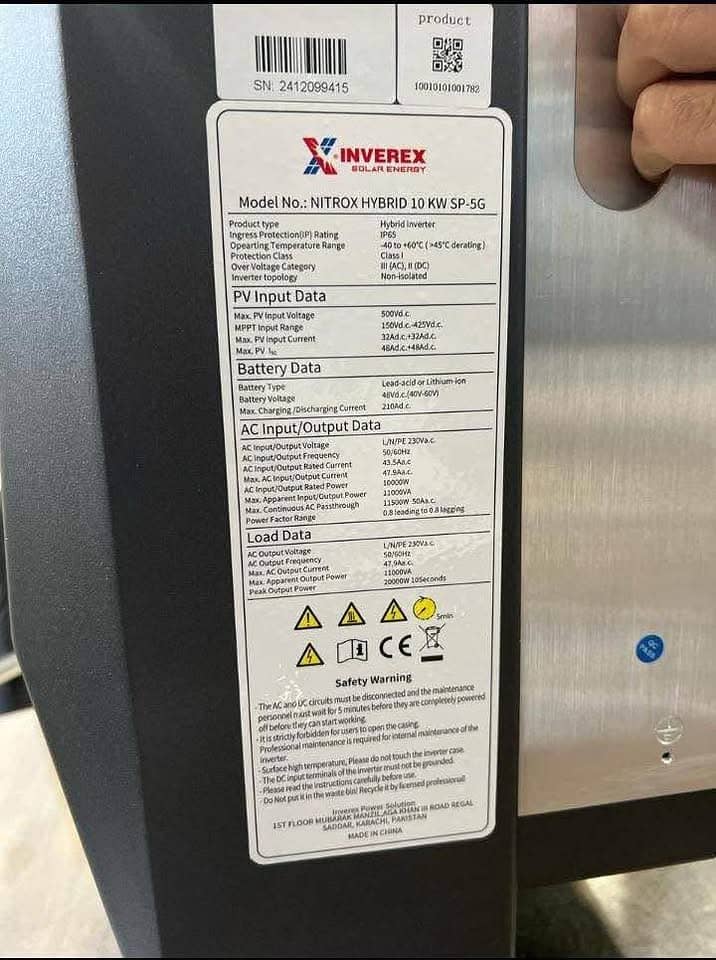 SN: 2412099415
product
10010101001782
INVEREX
SOLAR ENERGY
Model No.: NITROX HYBRID 10 KW SP-5G
Product type Hybrid Inverter
Ingress Protection(IP) Rating IP65
Opearting Temperature Range -40 to +60°C ( >45°C derating )
Protection Class Class I
Over Voltage Category III (AC), II (DC)
Inverter topology Non-isolated
PV Input Data
Max. PV Input Voltage 500Vd.c.
MPPT Input Range 150Vd.c.-425Vd.c.
Max. PV Input Current 32Ad.c.+32Ad.c.
Max. PV Isc 48Ad.c.+48Ad.c.
Battery Data
Battery Type Lead-acid or Lithium-ion
Battery Voltage 48Vd.c.(40V-60V)
Max. Charging /Discharging Current 210Ad.c.
AC Input/Output Data
AC Input/Output Voltage L/N/PE 230Va.c.
AC Input/Output Frequency 50/60Hz
AC Input/Output Rated Current 43.5Aa.c
Max. AC Input/Output Current 47.9Aa.c.
AC Input/Output Rated Power 10000W
Max. Apparent Input/Output Power 11000VA
Max. Continuous AC Passthrough 11500W 50Aa.c.
Power Factor Range 0.8 leading to 0.8 lagging
Load Data
AC Output Voltage L/N/PE 230Va.c.
AC Output Frequency 50/60Hz
Max. AC Output Current 47.9Aa.c.
Max. Apparent Output Power 11000VA
Peak Output Power 20000W 10Seconds
5min
CE
Safety Warning
- The AC and DC circuits must be disconnected and the maintenance
personnel must wait for 5 minutes before they are completely powered
off before they can start working.
- It is strictly forbidden for users to open the casing.
Professional maintenance is required for internal maintenance of the
inverter.
- Surface high temperature, Please do not touch the inverter case.
- The DC input terminals of the inverter must not be grounded.
- Please read the instructions carefully before use.
- Do Not put it in the waste bin! Recycle it by licensed professional!
Inverex Power Solution
1ST FLOOR MUBARAK MANZIL,AGA KHAN III ROAD REGAL
SADDAR, KARACHI, PAKISTAN
MADE IN CHINA
QC
PASS